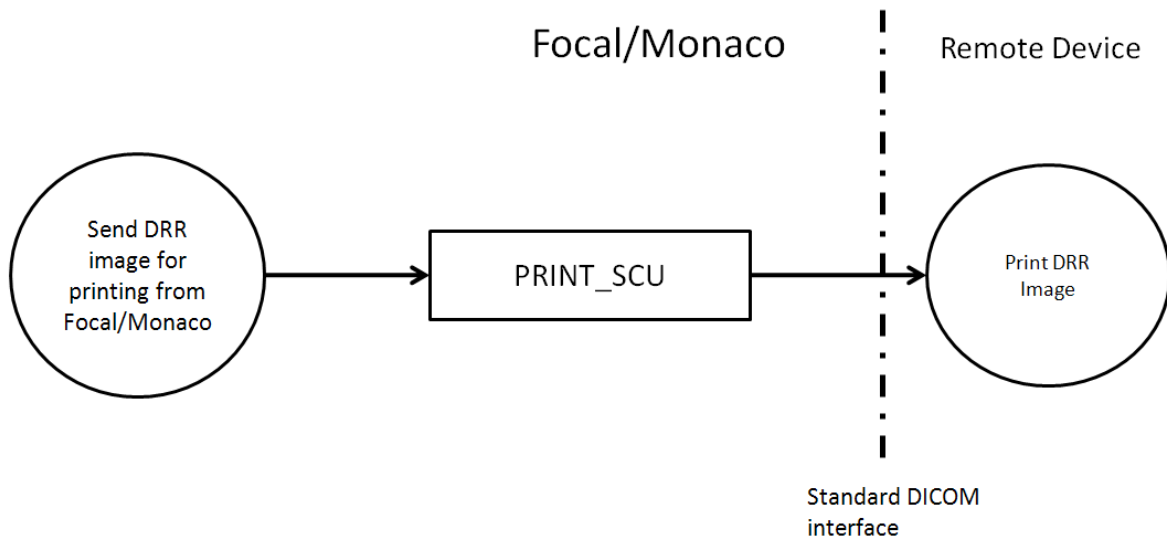 Focal/Monaco
Remote Device
Send DRR
image for
printing from
Focal/Monaco
PRINT_SCU
Print DRR
Image
Standard DICOM
interface